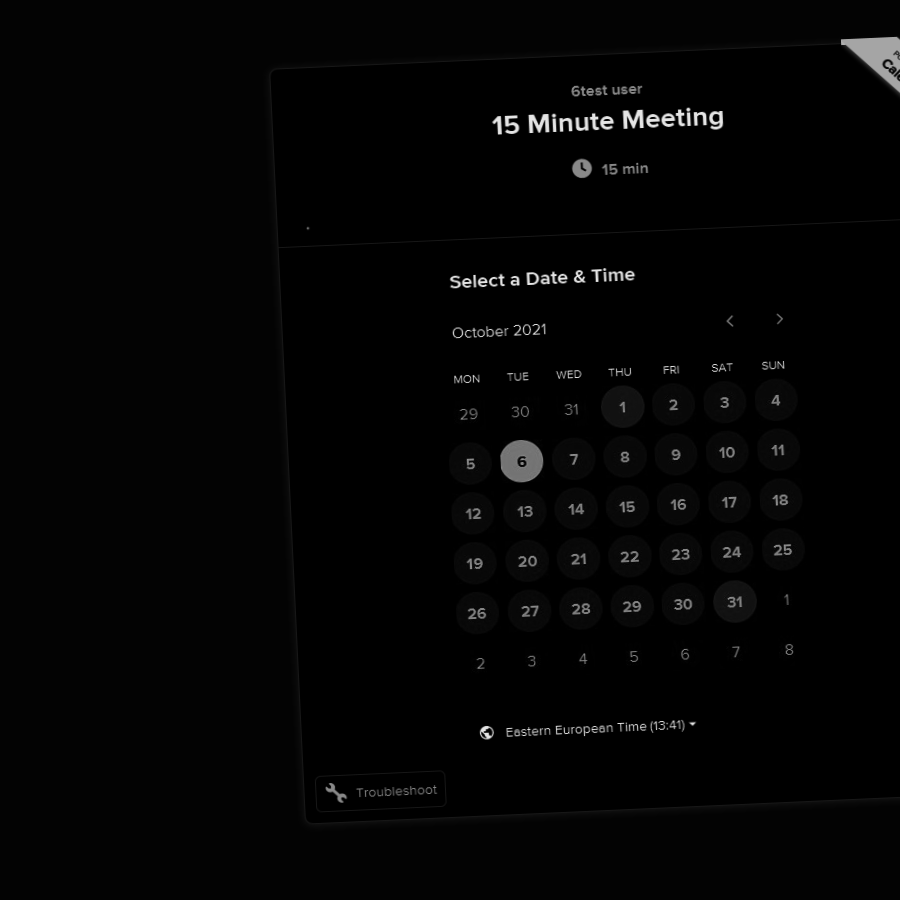 6test user
15 Minute Meeting
15 min
Select a Date & Time
October 2021
MON TUE WED THU FRI SAT SUN
29 30 31 1 2 3 4
5 6 7 8 9 10 11
12 13 14 15 16 17 18
19 20 21 22 23 24 25
26 27 28 29 30 31 1
2 3 4 5 6 7 8
Eastern European Time (13:41)
Troubleshoot